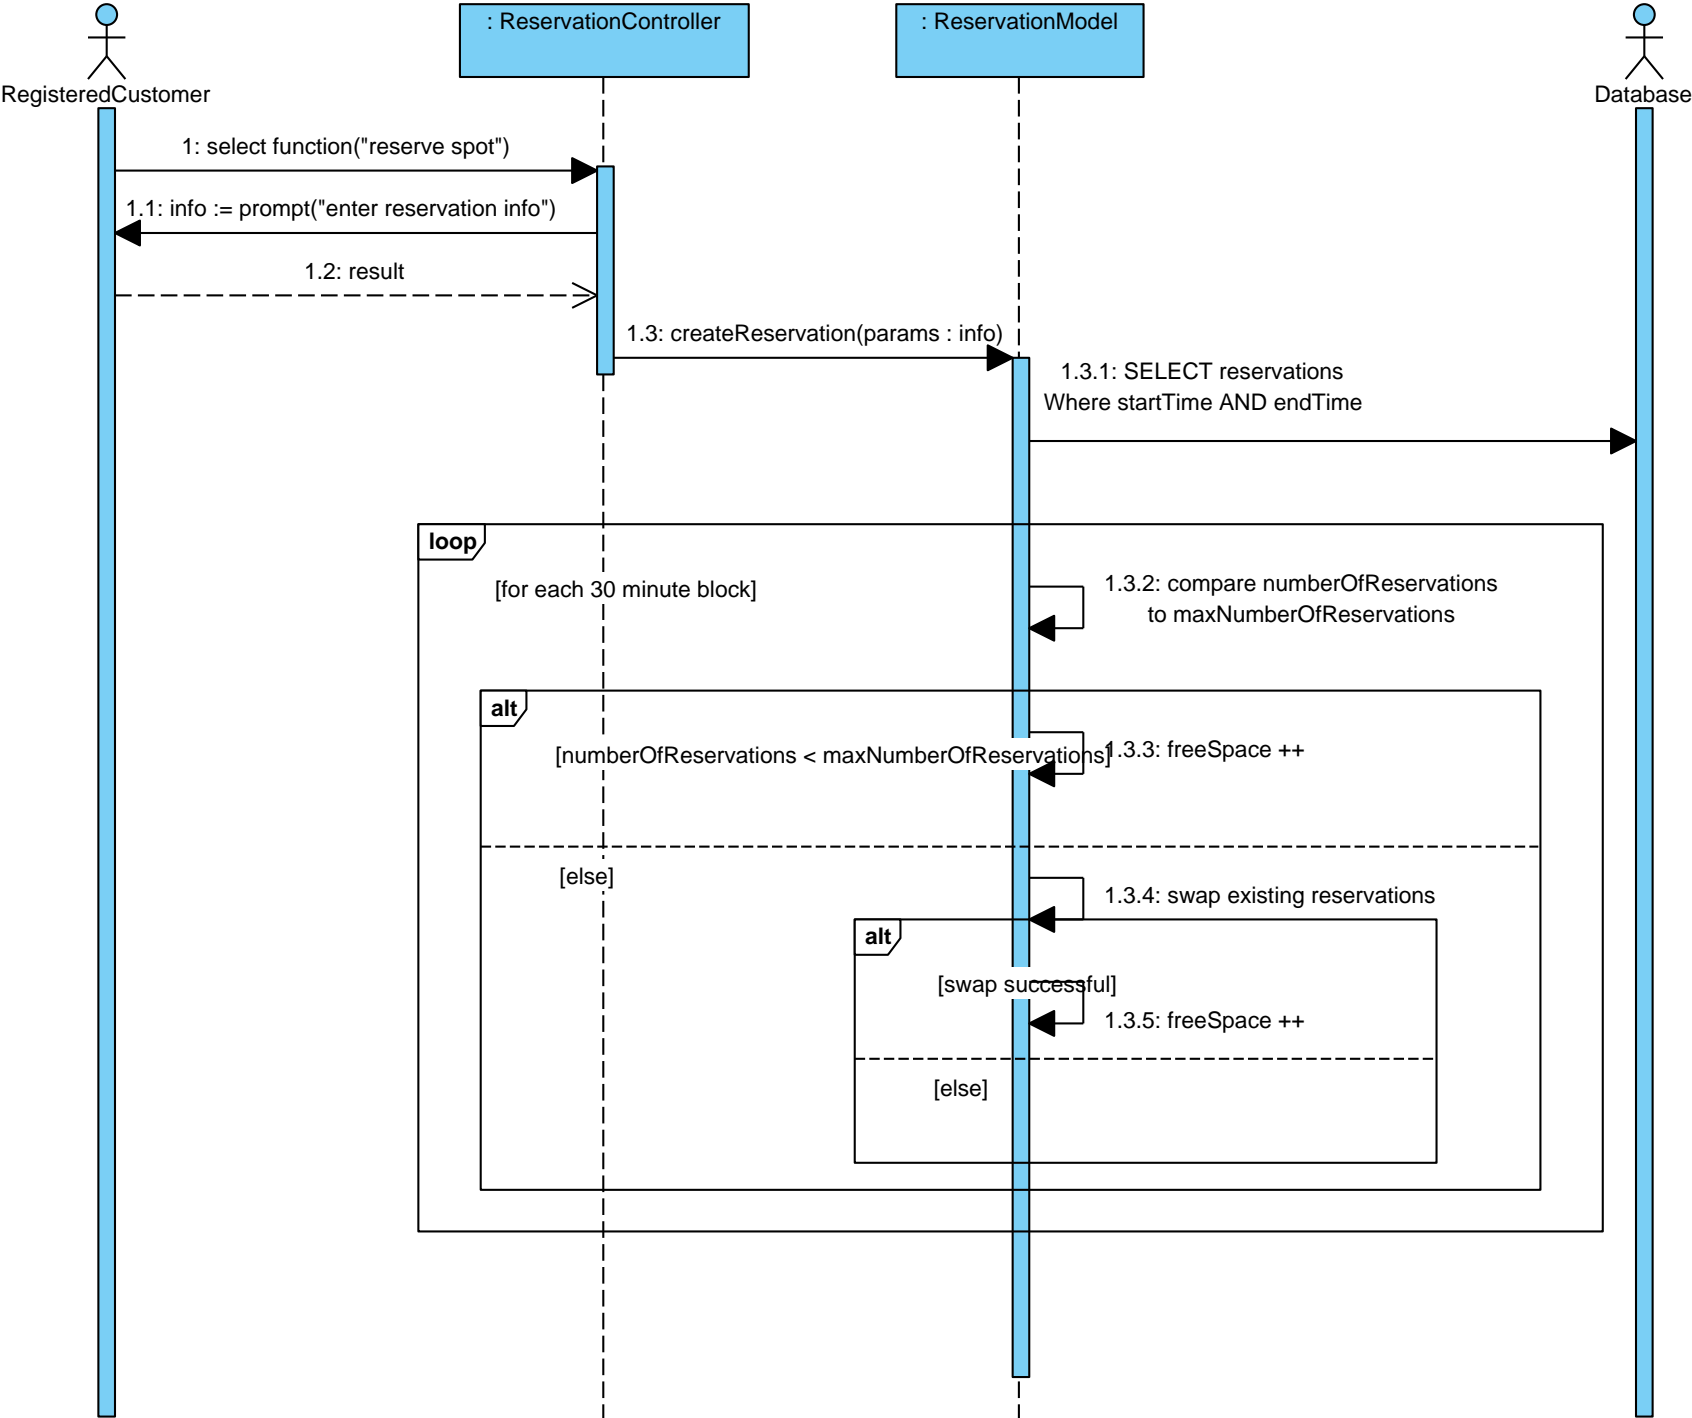 : ReservationController
: ReservationModel
RegisteredCustomer
Database
1: select function("reserve spot")
1.1: info := prompt("enter reservation info")
1.2: result
1.3: createReservation(params : info)
1.3.1: SELECT reservations
Where startTime AND endTime
loop
[for each 30 minute block]
1.3.2: compare numberOfReservations
to maxNumberOfReservations
alt
[numberOfReservations < maxNumberOfReservations]
1.3.3: freeSpace ++
[else]
1.3.4: swap existing reservations
alt
[swap successful]
1.3.5: freeSpace ++
[else]